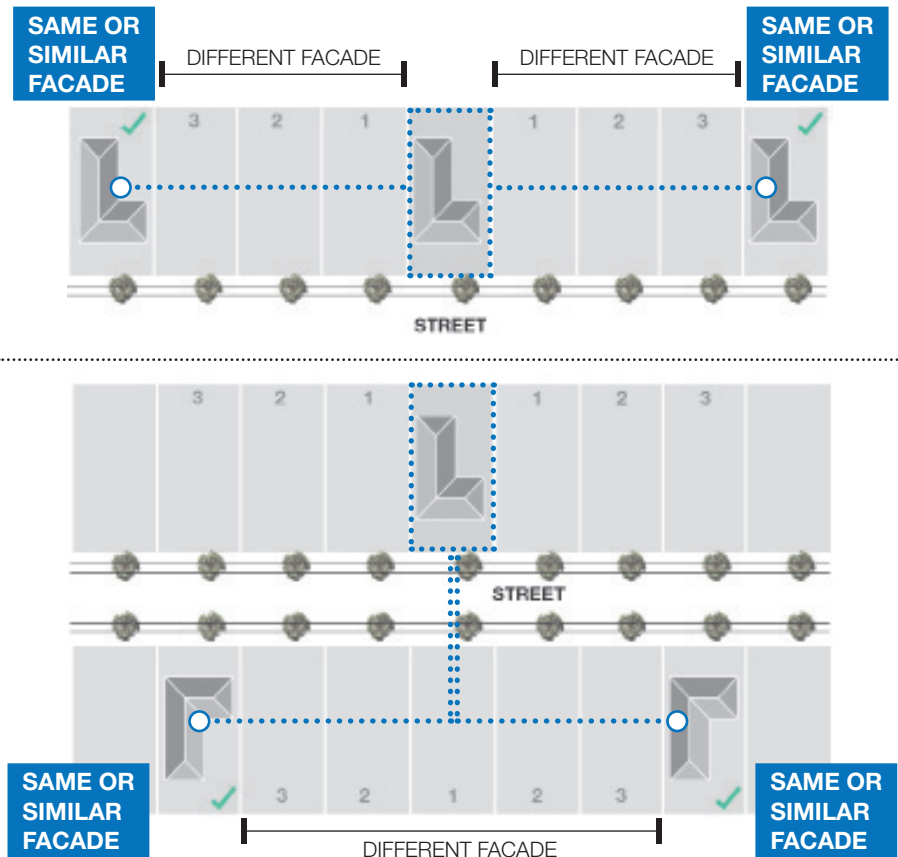 SAME OR
SIMILAR
FACADE
DIFFERENT FACADE
DIFFERENT FACADE
SAME OR
SIMILAR
FACADE
3 2 1 1 2 3
STREET
3 2 1 1 2 3
STREET
SAME OR
SIMILAR
FACADE
3 2 1 2 3
DIFFERENT FACADE
SAME OR
SIMILAR
FACADE